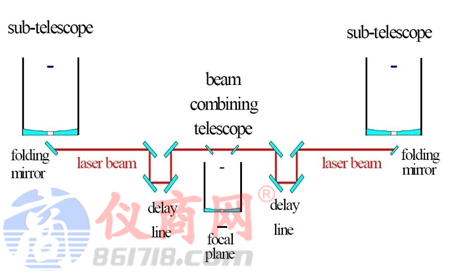 sub-telescope
sub-telescope
beam
combining
telescope
folding
mirror
laser beam
laser beam
folding
mirror
delay
line
delay
line
focal
plane
仪商网®
861718.com